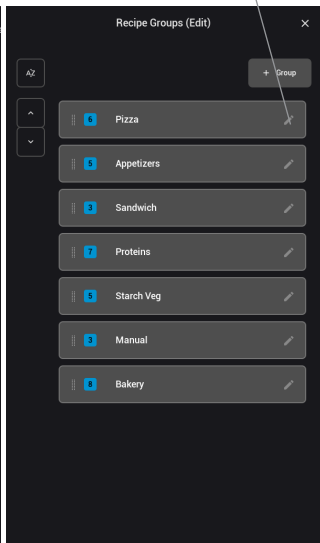 Recipe Groups (Edit)
AZ
+ Group
6 Pizza
5 Appetizers
3 Sandwich
7 Proteins
5 Starch Veg
3 Manual
8 Bakery